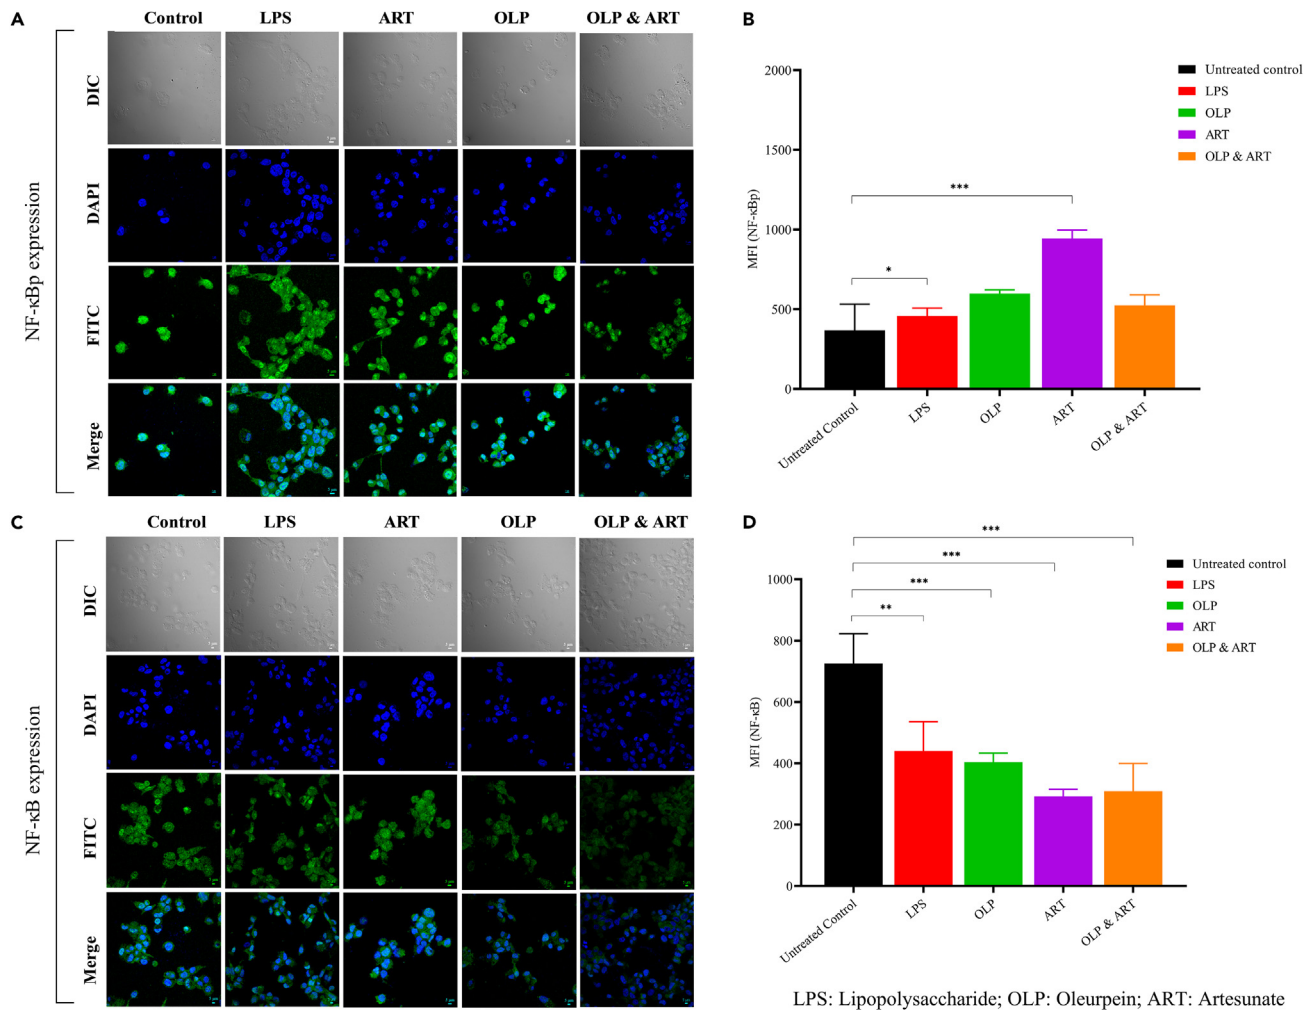 A
Control LPS ART OLP OLP & ART
NF-κBp expression
DIC
DAPI
FITC
Merge
B
2000
1500
1000
500
0
MFI (NF-κBp)
***
*
Untreated Control
LPS
OLP
ART
OLP & ART
Untreated control
LPS
OLP
ART
OLP & ART
C
Control LPS ART OLP OLP & ART
NF-κB expression
DIC
DAPI
FITC
Merge
D
1000
800
600
400
200
0
MFI (NF-κB)
***
***
***
**
Untreated Control
LPS
OLP
ART
OLP & ART
Untreated control
LPS
OLP
ART
OLP & ART
LPS: Lipopolysaccharide; OLP: Oleurpein; ART: Artesunate